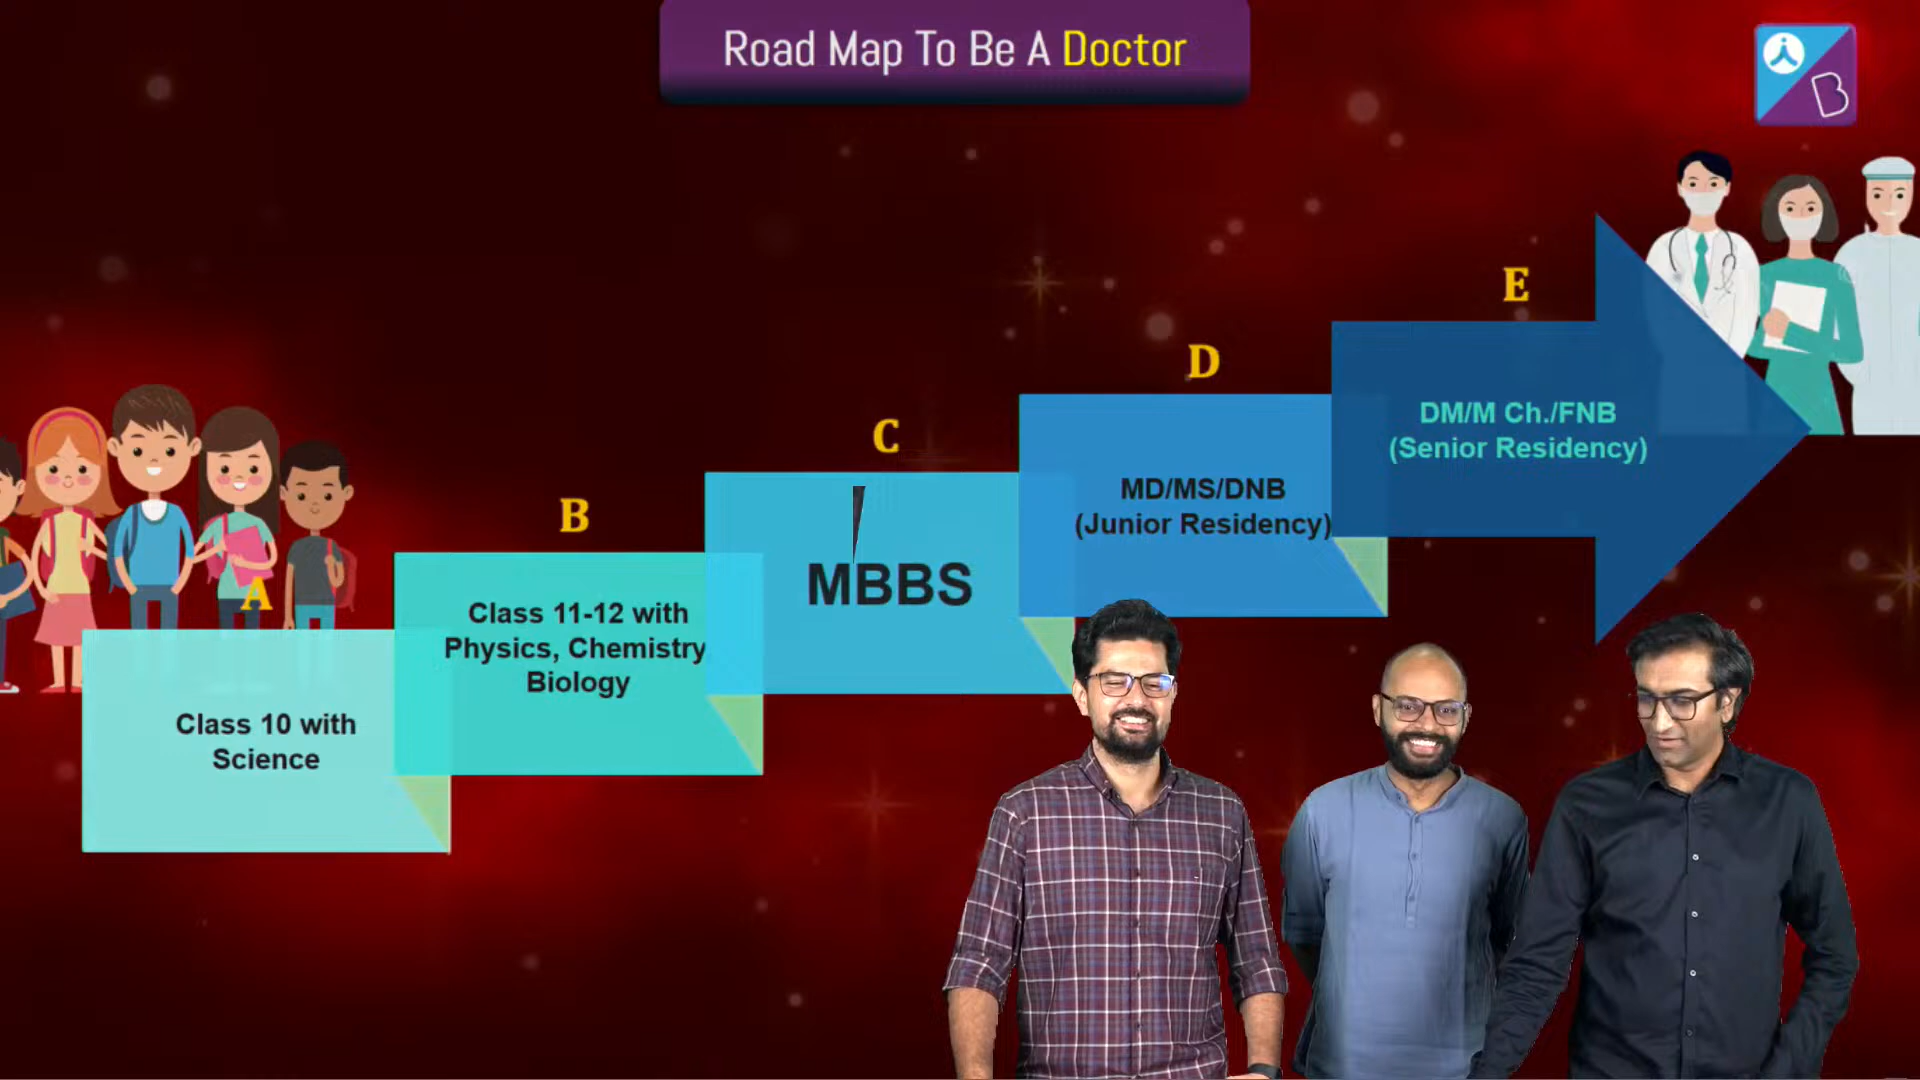 Road Map To Be A Doctor
B
A
Class 10 with
Science
B
Class 11-12 with
Physics, Chemistry
Biology
C
MBBS
D
MD/MS/DNB
(Junior Residency)
E
DM/M Ch./FNB
(Senior Residency)